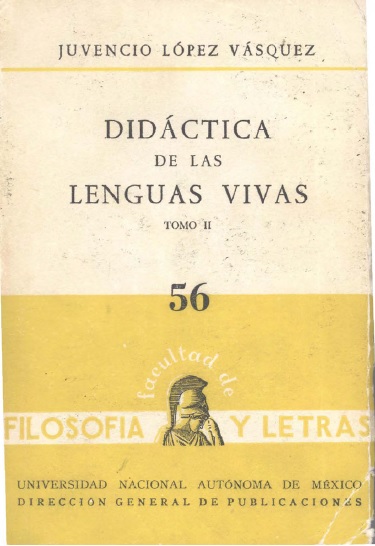 JUVENCIO LÓPEZ VÁSQUEZ
DIDÁCTICA
DE LAS
LENGUAS VIVAS
TOMO II
56
facultad de
FILOSOFIA Y LETRAS
UNIVERSIDAD NACIONAL AUTÓNOMA DE MÉXICO
DIRECCIÓN GENERAL DE PUBLICACIONES